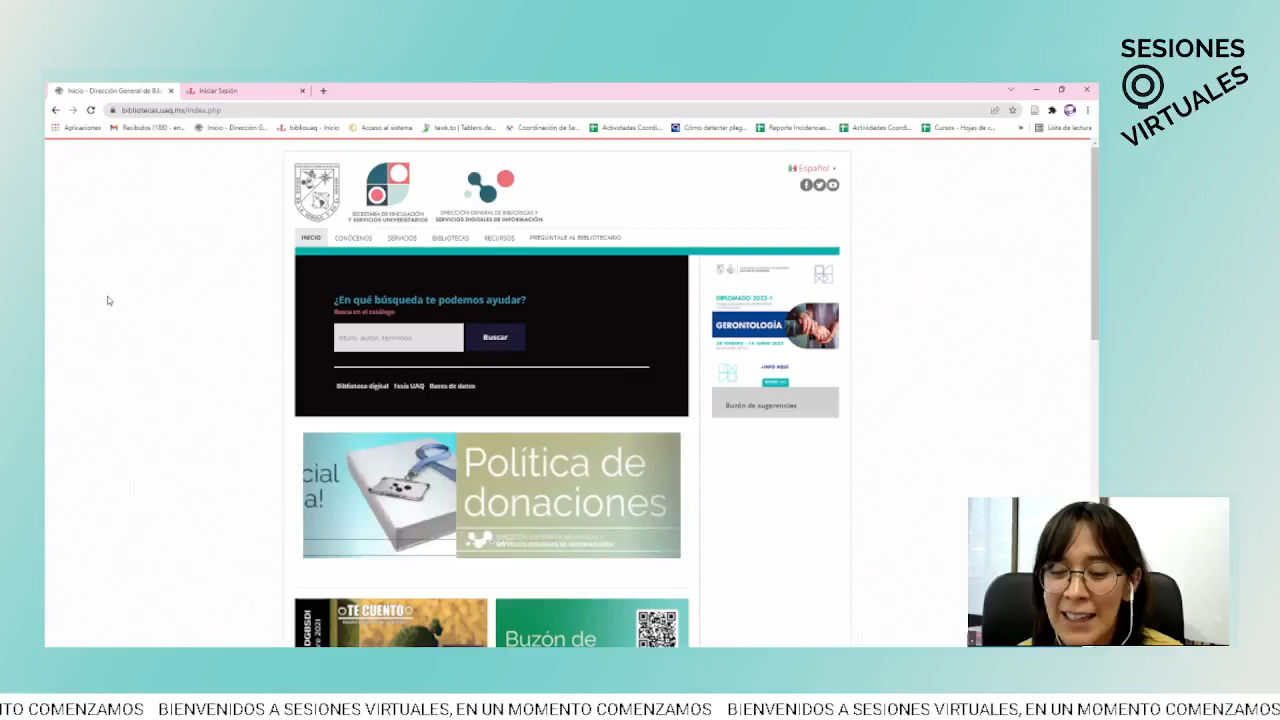 SESIONES
VIRTUALES
Inicio - Dirección General de Bib
Iniciar Sesión
bibliotecas.uaq.mx/index.php
Aplicaciones
Recibidos (188) - en...
Inicio - Dirección G...
bibliouaq - Inicio
Acceso al sistema
Tablero de...
Coordinación de Se...
Actividades Coordi...
Cómo detectar plag...
Reporte Incidencias...
Actividades Coordi...
Cursos - Hojas de c...
»
Lista de lectura
SECRETARÍA DE VINCULACIÓN
Y SERVICIOS UNIVERSITARIOS
DIRECCIÓN GENERAL DE BIBLIOTECAS Y
SERVICIOS DIGITALES DE INFORMACIÓN
Español
INICIO
CONÓCENOS
SERVICIOS
BIBLIOTECAS
RECURSOS
PREGÚNTALE AL BIBLIOTECARIO
¿En qué búsqueda te podemos ayudar?
Busca en el catálogo
título, autor, términos
Buscar
Biblioteca digital Tesis UAQ Bases de datos
DIPLOMADO 2022-1
GERONTOLOGÍA
+INFO AQUÍ
Buzón de sugerencias
cial
a!
Política de
donaciones
TE CUENTO
DGBSDI
re 2021
Buzón de
NTO COMENZAMOS BIENVENIDOS A SESIONES VIRTUALES, EN UN MOMENTO COMENZAMOS BIENVENIDOS A SESIONES VIRTUALES, EN UN MOMENTO COMENZAMOS